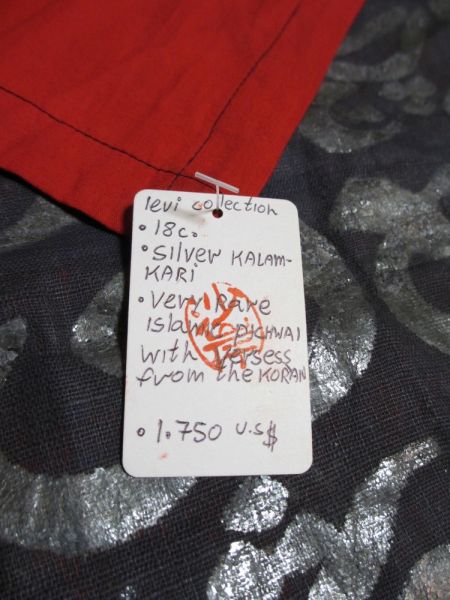 levi collection
• 18c.
• Silver KALAM-
KARI
• Very Rare
islamic PICHWAI
with Versess
from the KORAN
• 1.750 U.S $